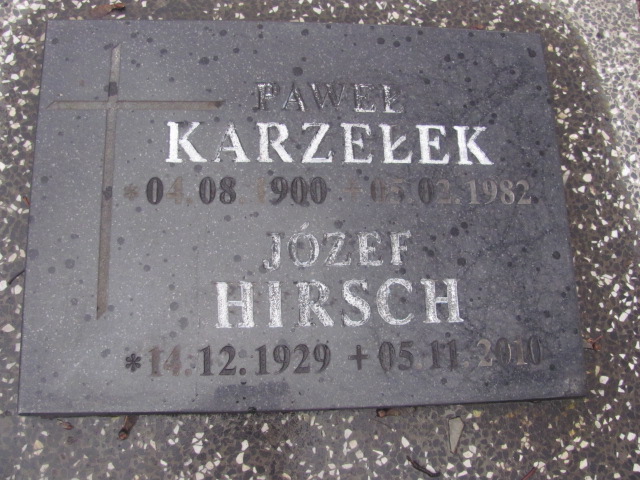 PAWEŁ
KARZEŁEK
*04.08.1900 +05.02.1982
JÓZEF
HIRSCH
*14.12.1929 +05.11.2010